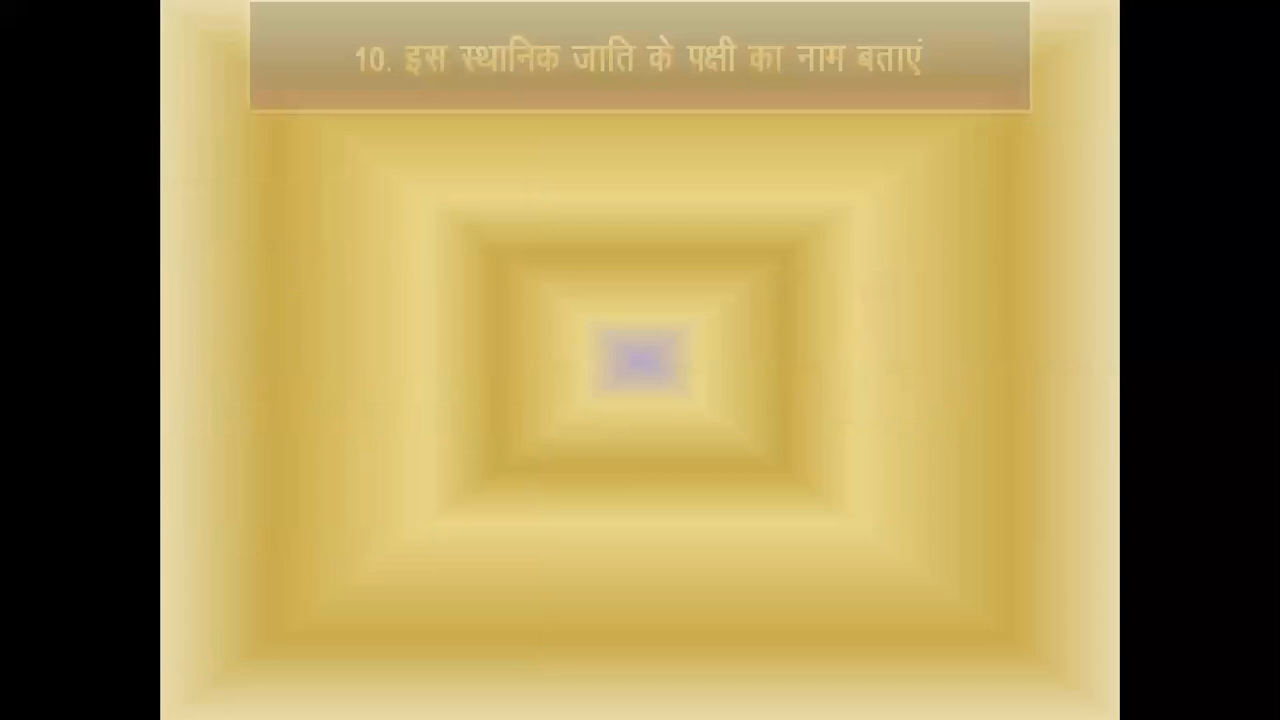 10. इस स्थानिक जाति के पक्षी का नाम बताएं